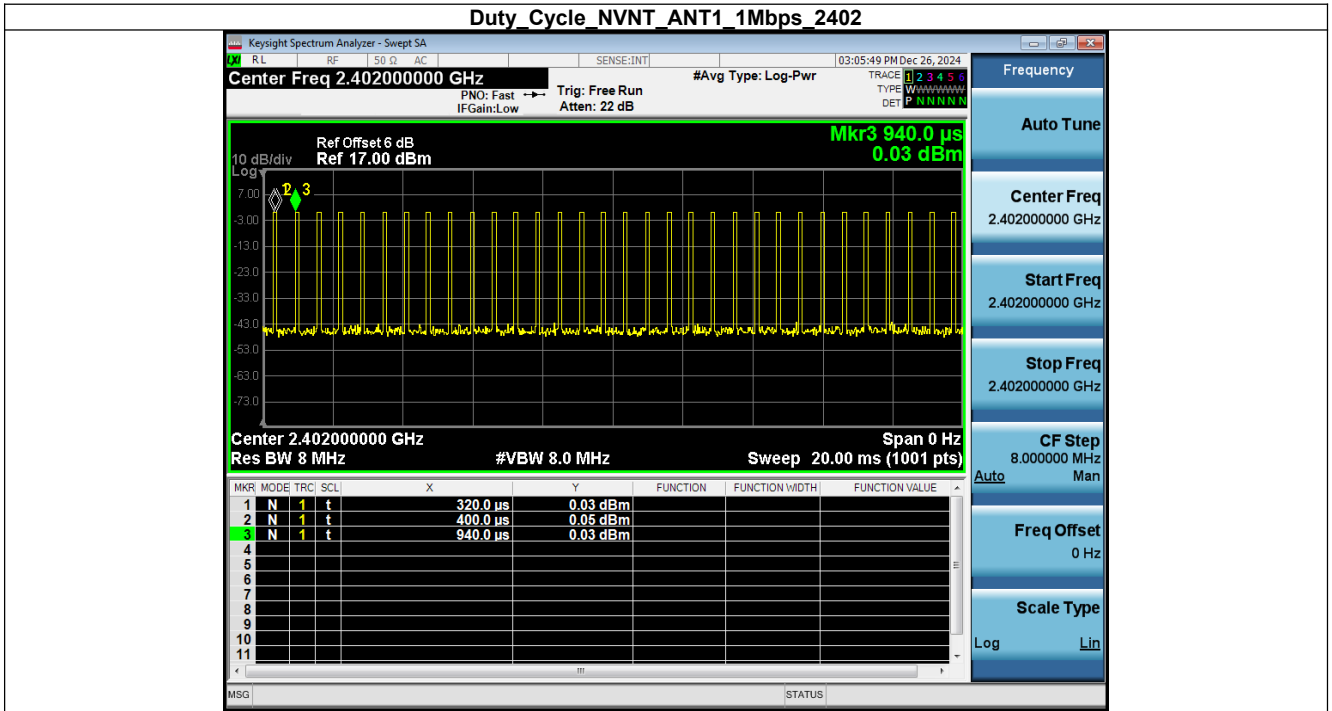 Duty_Cycle_NVNT_ANT1_1Mbps_2402
Keysight Spectrum Analyzer - Swept SA
LXI RL RF 50 Ω AC SENSE:INT 03:05:49 PM Dec 26, 2024
Center Freq 2.402000000 GHz #Avg Type: Log-Pwr TRACE 1 2 3 4 5 6
PNO: Fast Trig: Free Run TYPE WWWWWW
IFGain:Low Atten: 22 dB DET P N N N N N
Mkr3 940.0 µs
Ref Offset 6 dB
10 dB/div Ref 17.00 dBm 0.03 dBm
Log
1 2 3
7.00
-3.00
-13.0
-23.0
-33.0
-43.0
-53.0
-63.0
-73.0
Center 2.402000000 GHz Span 0 Hz
Res BW 8 MHz #VBW 8.0 MHz Sweep 20.00 ms (1001 pts)
MKR MODE TRC SCL X Y FUNCTION FUNCTION WIDTH FUNCTION VALUE
1 N 1 t 320.0 µs 0.03 dBm
2 N 1 t 400.0 µs 0.05 dBm
3 N 1 t 940.0 µs 0.03 dBm
4
5
6
7
8
9
10
11
MSG STATUS
Frequency
Auto Tune
Center Freq
2.402000000 GHz
Start Freq
2.402000000 GHz
Stop Freq
2.402000000 GHz
CF Step
8.000000 MHz
Auto Man
Freq Offset
0 Hz
Scale Type
Log Lin